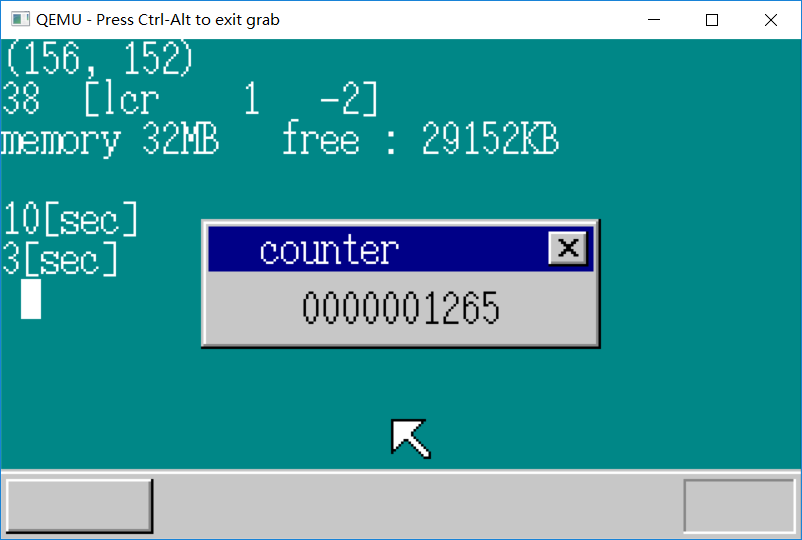 QEMU - Press Ctrl-Alt to exit grab
(156, 152)
38 [lcr 1 -2]
memory 32MB free : 29152KB
10[sec]
3[sec]
counter
0000001265